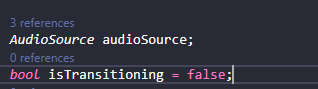 3 references
AudioSource audioSource;
0 references
bool isTransitioning = false;